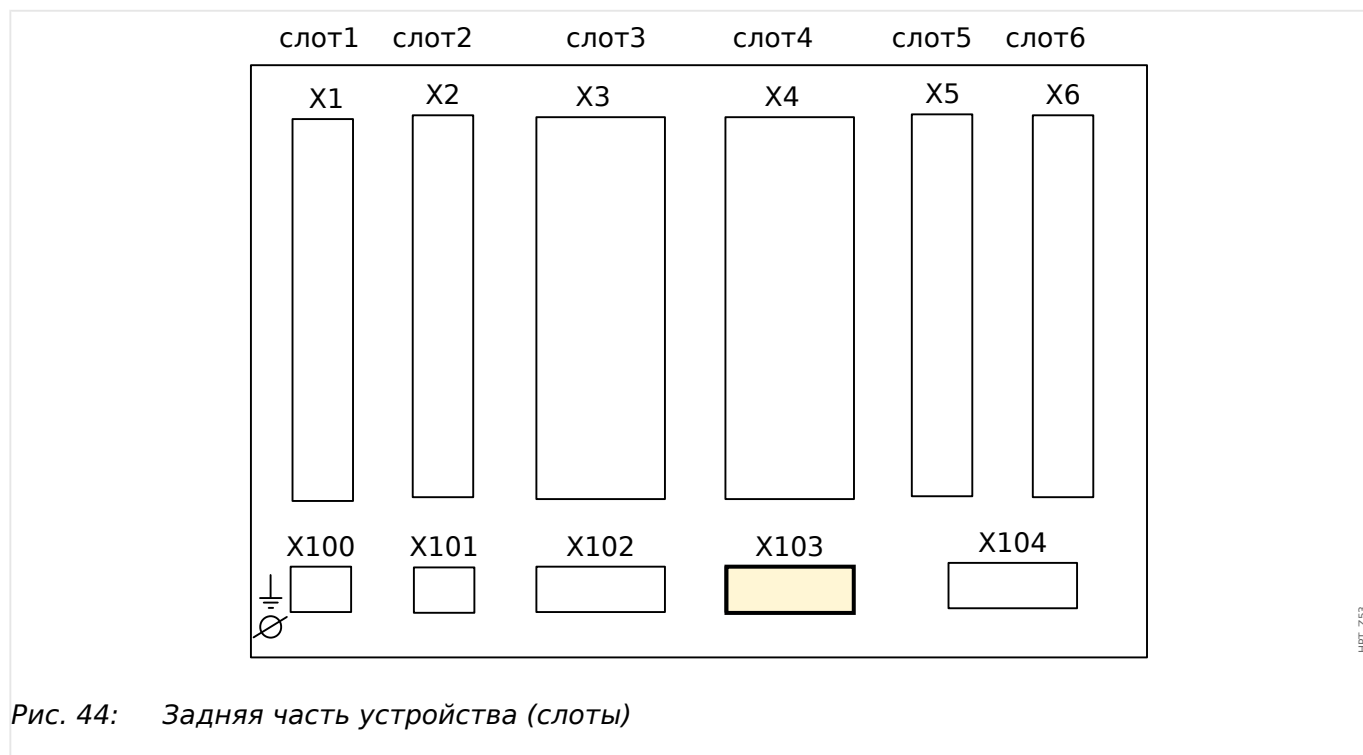 слот1 слот2 слот3 слот4 слот5 слот6
X1 X2 X3 X4 X5 X6
X100 X101 X102 X103 X104
Рис. 44: Задняя часть устройства (слоты)